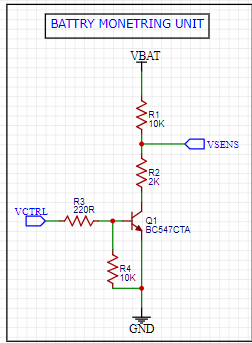 BATTRY MONETRING UNIT
VBAT
R1
10K
VSENS
R2
2K
R3
220R
VCTRL
Q1
BC547CTA
R4
10K
GND